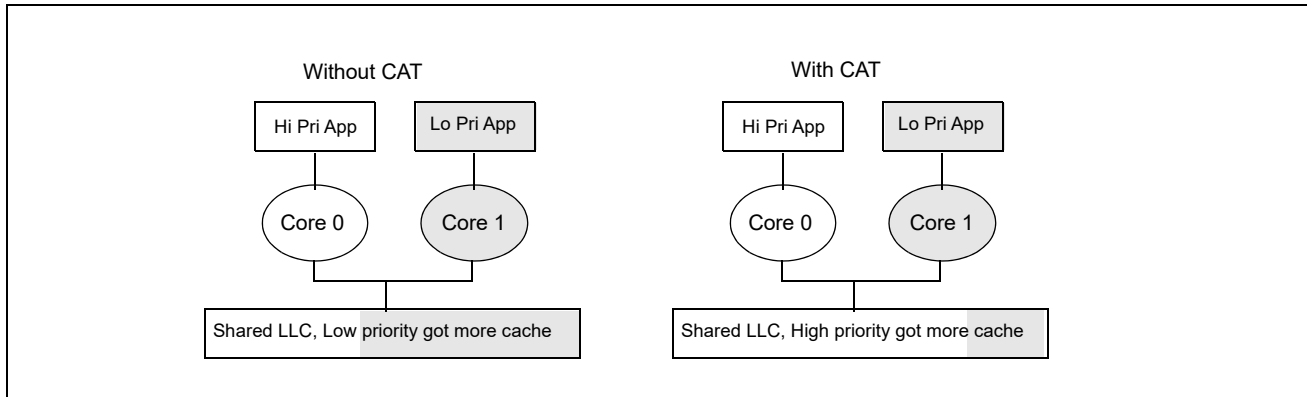 Without CAT
Hi Pri App
Lo Pri App
Core 0
Core 1
Shared LLC, Low priority got more cache
With CAT
Hi Pri App
Lo Pri App
Core 0
Core 1
Shared LLC, High priority got more cache